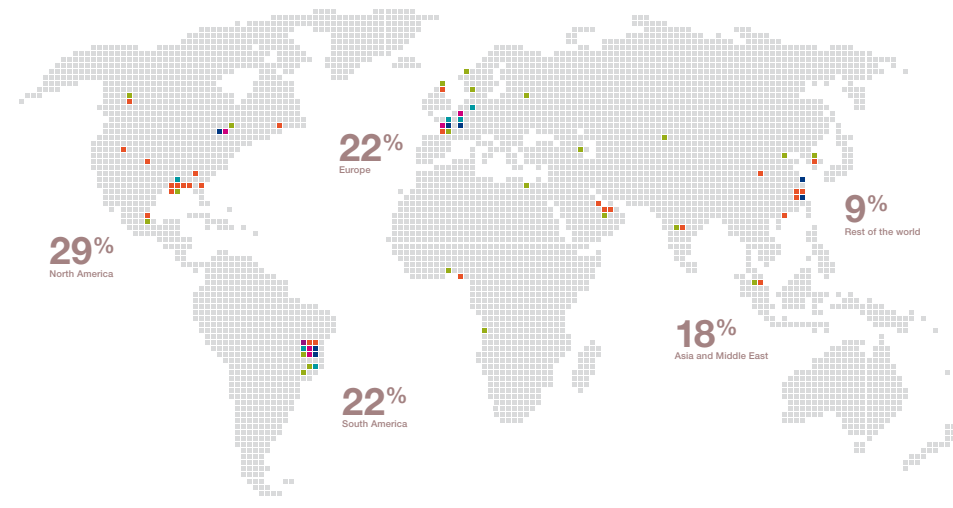 22%
Europe
9%
Rest of the world
29%
North America
18%
Asia and Middle East
22%
South America